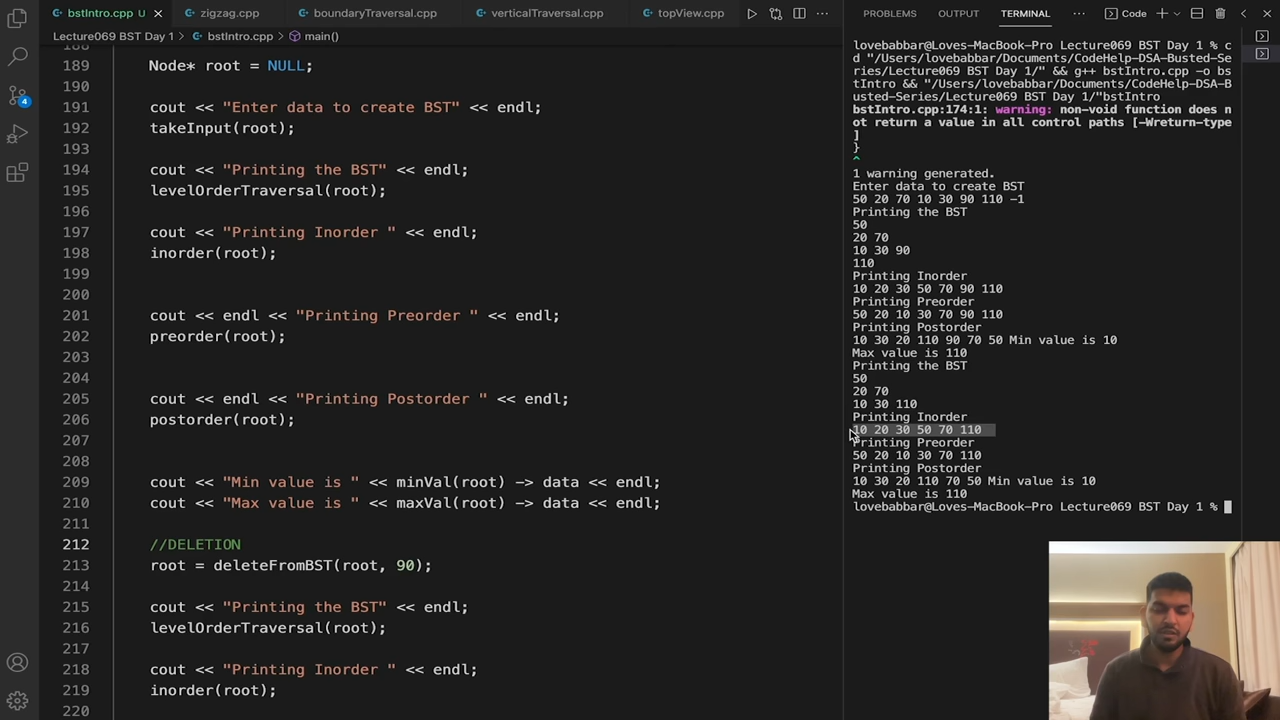 bstIntro.cpp U
zigzag.cpp
boundaryTraversal.cpp
verticalTraversal.cpp
topView.cpp
Lecture069 BST Day 1 > bstIntro.cpp > main()
189 Node* root = NULL;
190
191 cout << "Enter data to create BST" << endl;
192 takeInput(root);
193
194 cout << "Printing the BST" << endl;
195 levelOrderTraversal(root);
196
197 cout << "Printing Inorder " << endl;
198 inorder(root);
199
200
201 cout << endl << "Printing Preorder " << endl;
202 preorder(root);
203
204
205 cout << endl << "Printing Postorder " << endl;
206 postorder(root);
207
208
209 cout << "Min value is " << minVal(root) -> data << endl;
210 cout << "Max value is " << maxVal(root) -> data << endl;
211
212 //DELETION
213 root = deleteFromBST(root, 90);
214
215 cout << "Printing the BST" << endl;
216 levelOrderTraversal(root);
217
218 cout << "Printing Inorder " << endl;
219 inorder(root);
220
4
PROBLEMS OUTPUT TERMINAL ··· Code
lovebabbar@Loves-MacBook-Pro Lecture069 BST Day 1 % c
d "/Users/lovebabbar/Documents/CodeHelp-DSA-Busted-Se
ries/Lecture069 BST Day 1/" && g++ bstIntro.cpp -o bs
tIntro && "/Users/lovebabbar/Documents/CodeHelp-DSA-B
usted-Series/Lecture069 BST Day 1/"bstIntro
bstIntro.cpp:174:1: warning: non-void function does n
ot return a value in all control paths [-Wreturn-type
]
}
^
1 warning generated.
Enter data to create BST
50 20 70 10 30 90 110 -1
Printing the BST
50
20 70
10 30 90
110
Printing Inorder
10 20 30 50 70 90 110
Printing Preorder
50 20 10 30 70 90 110
Printing Postorder
10 30 20 110 90 70 50 Min value is 10
Max value is 110
Printing the BST
50
20 70
10 30 110
Printing Inorder
10 20 30 50 70 110
Printing Preorder
50 20 10 30 70 110
Printing Postorder
10 30 20 110 70 50 Min value is 10
Max value is 110
lovebabbar@Loves-MacBook-Pro Lecture069 BST Day 1 %